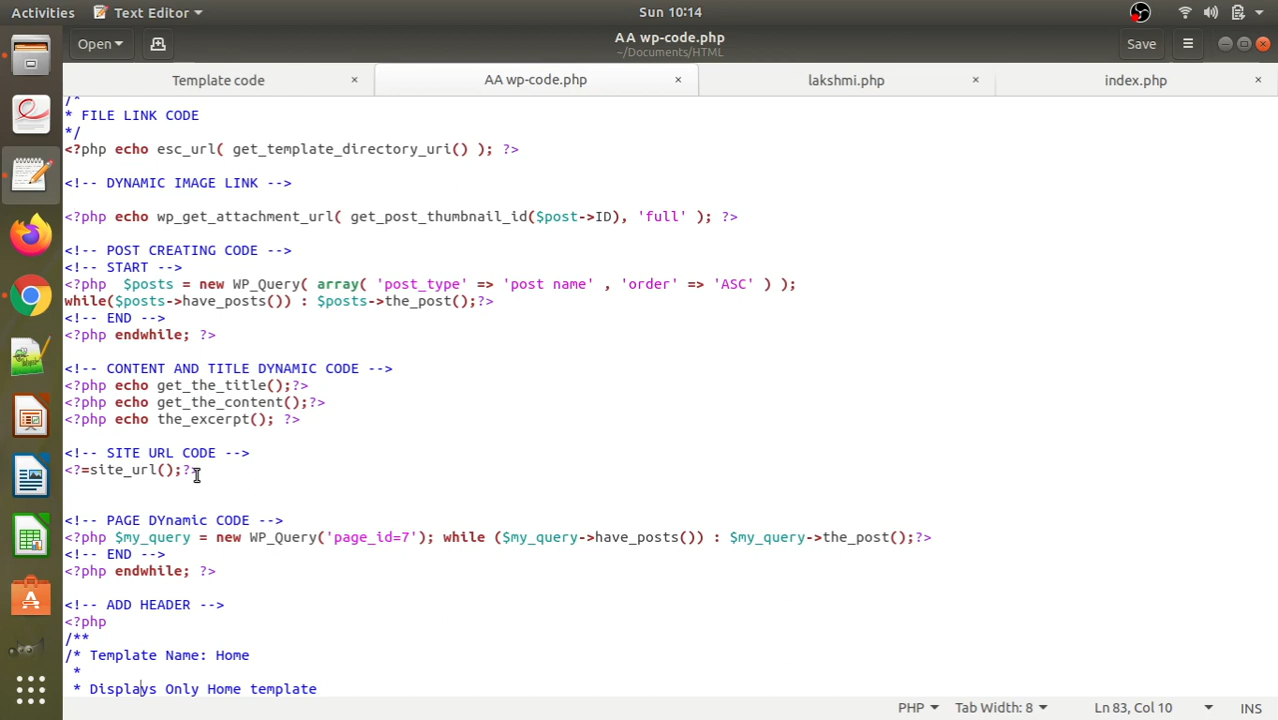 Activities
Text Editor
Sun 10:14
Open
AA wp-code.php
~/Documents/HTML
Save
Template code
AA wp-code.php
lakshmi.php
index.php
/*
* FILE LINK CODE
*/
<?php echo esc_url( get_template_directory_uri() ); ?>
<!-- DYNAMIC IMAGE LINK -->
<?php echo wp_get_attachment_url( get_post_thumbnail_id($post->ID), 'full' ); ?>
<!-- POST CREATING CODE -->
<!-- START -->
<?php  $posts = new WP_Query( array( 'post_type' => 'post name' , 'order' => 'ASC' ) );
while($posts->have_posts()) : $posts->the_post();?>
<!-- END -->
<?php endwhile; ?>
<!-- CONTENT AND TITLE DYNAMIC CODE -->
<?php echo get_the_title();?>
<?php echo get_the_content();?>
<?php echo the_excerpt(); ?>
<!-- SITE URL CODE -->
<?=site_url();?>
<!-- PAGE DYnamic CODE -->
<?php $my_query = new WP_Query('page_id=7'); while ($my_query->have_posts()) : $my_query->the_post();?>
<!-- END -->
<?php endwhile; ?>
<!-- ADD HEADER -->
<?php
/**
/* Template Name: Home
*
* Displays Only Home template
PHP
Tab Width: 8
Ln 83, Col 10
INS